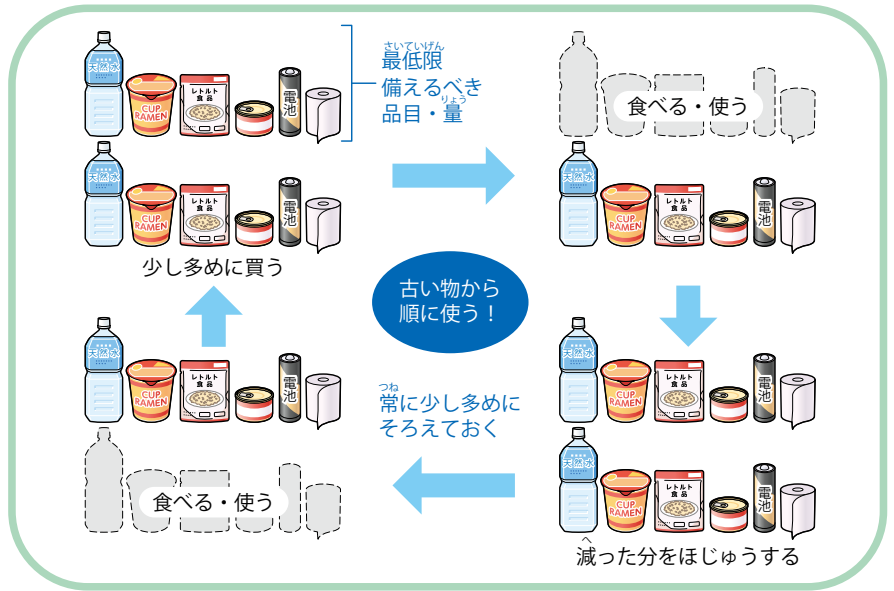 天然水
CUP
RAMEN
レトルト
食品
電池
さいていげん
最低限
備えるべき
りょう
品目・量
食べる・使う
天然水
CUP
RAMEN
レトルト
食品
電池
少し多めに買う
天然水
CUP
RAMEN
レトルト
食品
電池
古い物から
順に使う!
天然水
CUP
RAMEN
レトルト
食品
電池
食べる・使う
つね
常に少し多めに
そろえておく
天然水
CUP
RAMEN
レトルト
食品
電池
天然水
CUP
RAMEN
レトルト
食品
電池
へ
減った分をほじゅうする